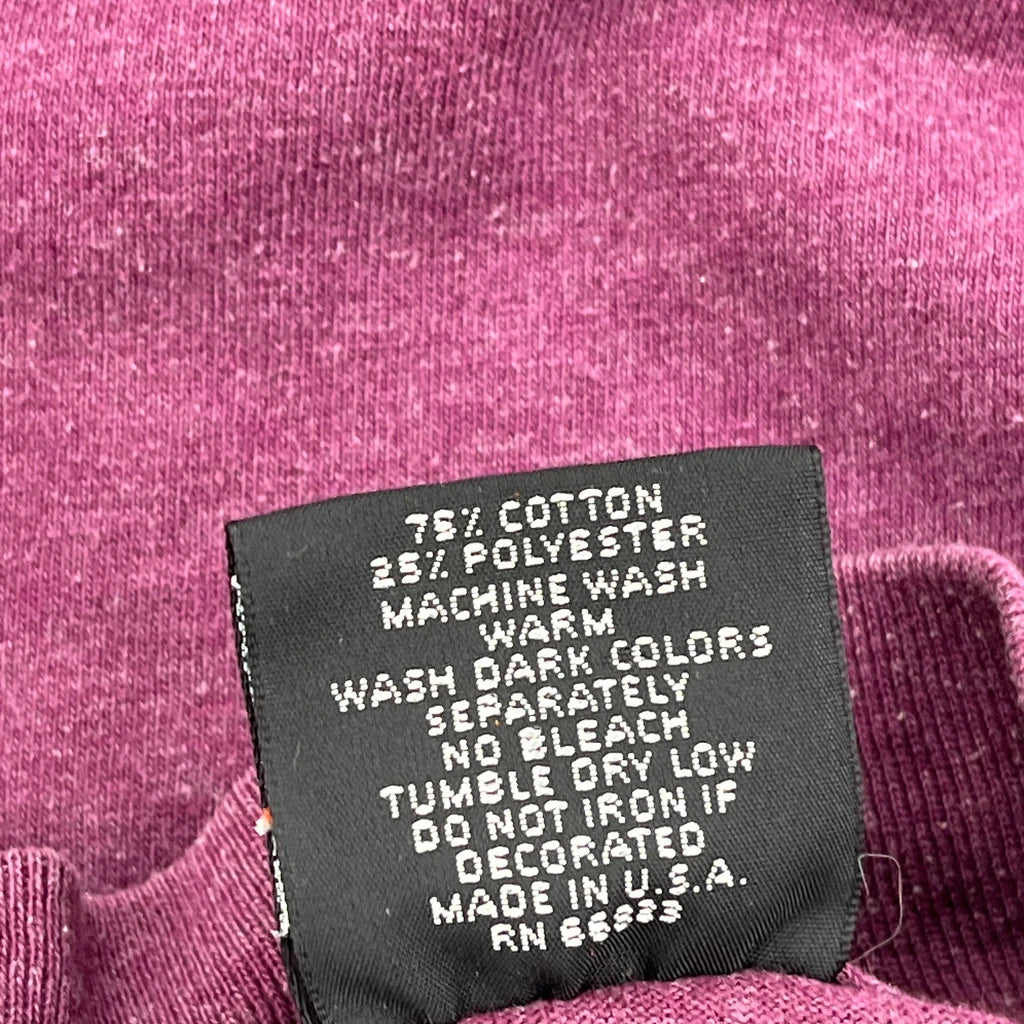 75% COTTON
25% POLYESTER
MACHINE WASH
WARM
WASH DARK COLORS
SEPARATELY
NO BLEACH
TUMBLE DRY LOW
DO NOT IRON IF
DECORATED
MADE IN U.S.A.
RN